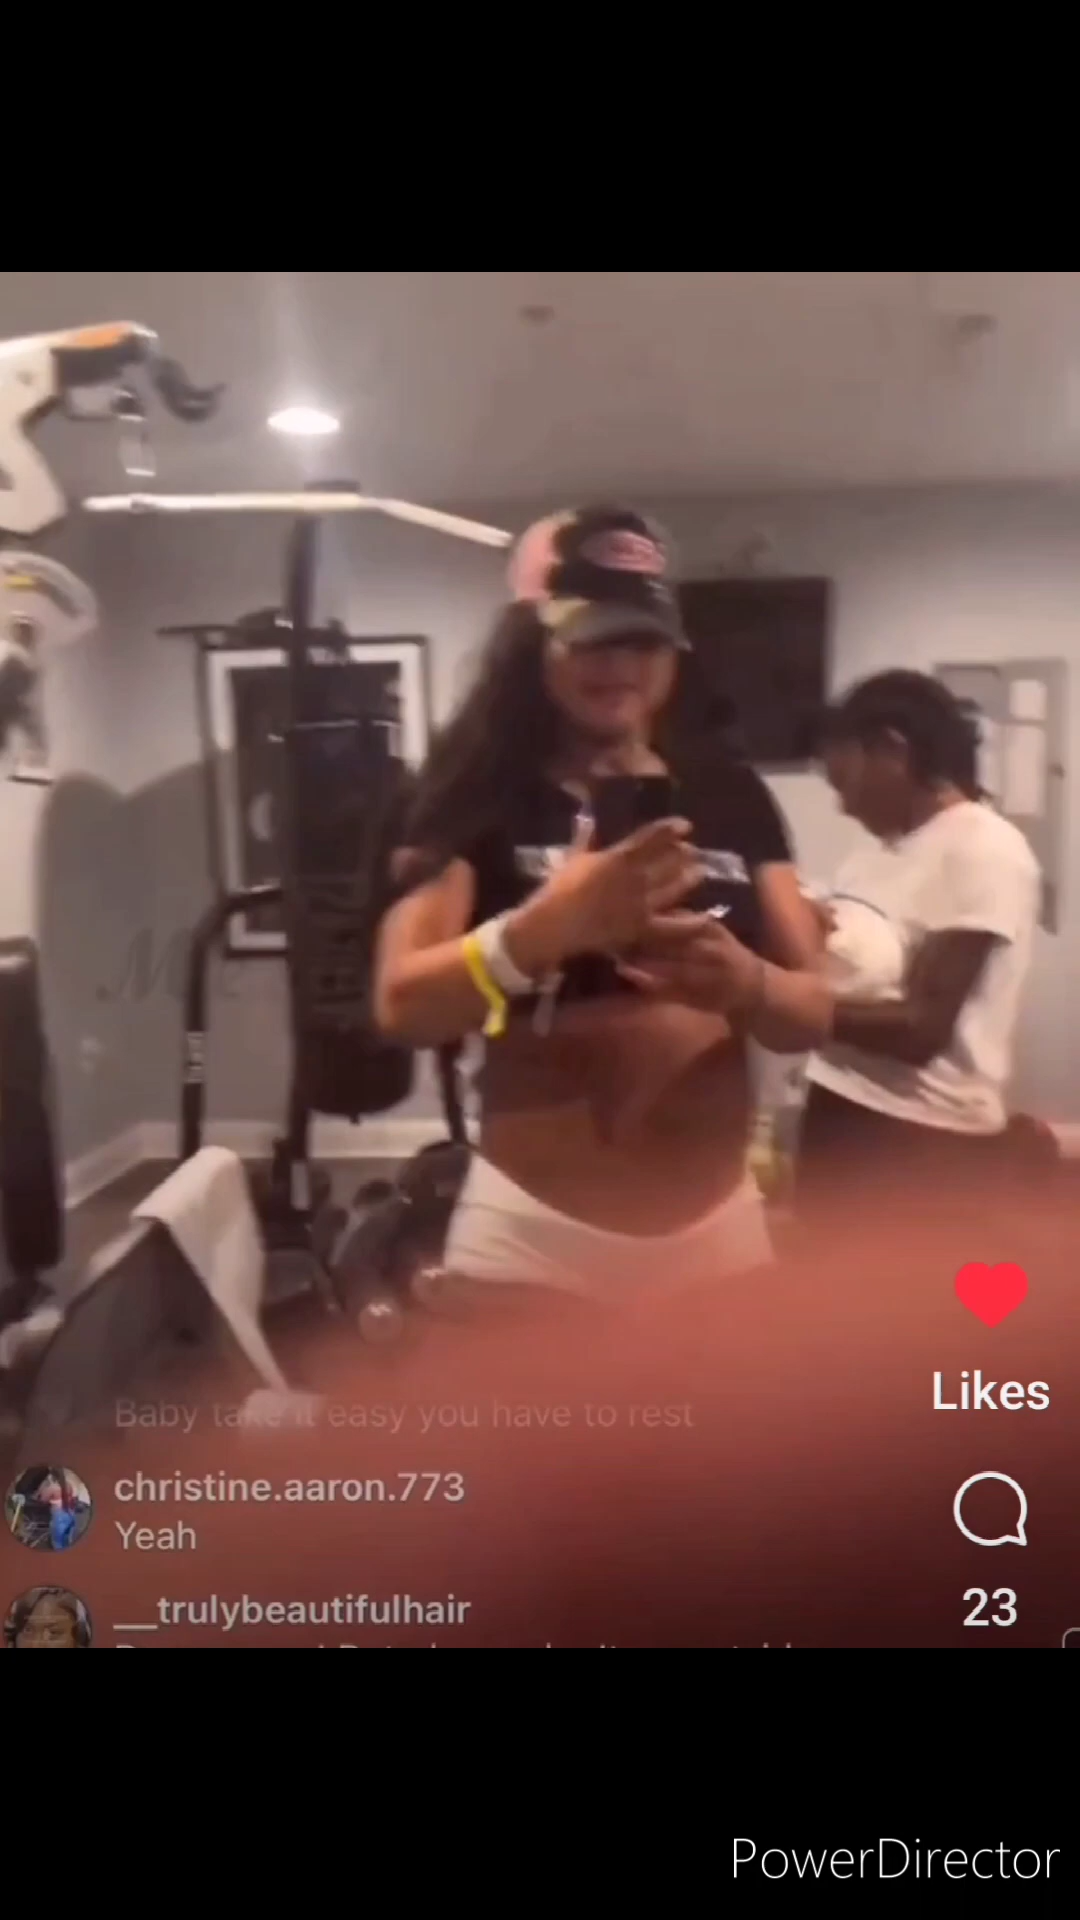 Baby take it easy you have to rest
christine.aaron.773
Yeah
__trulybeautifulhair
Likes
23
PowerDirector